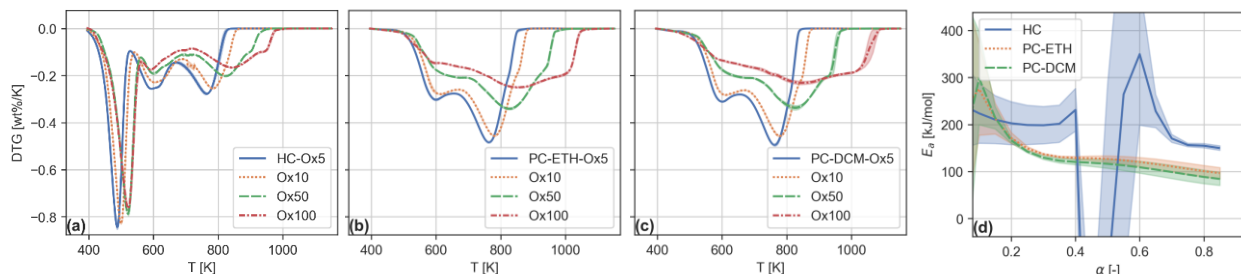 0.0
−0.2
−0.4
−0.6
−0.8
DTG [wt%/K]
HC-Ox5
Ox10
Ox50
Ox100
(a)
400
600
800
1000
T [K]
PC-ETH-Ox5
Ox10
Ox50
Ox100
(b)
400
600
800
1000
T [K]
PC-DCM-Ox5
Ox10
Ox50
Ox100
(c)
400
600
800
1000
T [K]
HC
PC-ETH
PC-DCM
400
300
200
100
0
Ea [kJ/mol]
(d)
0.2
0.4
0.6
0.8
α [-]